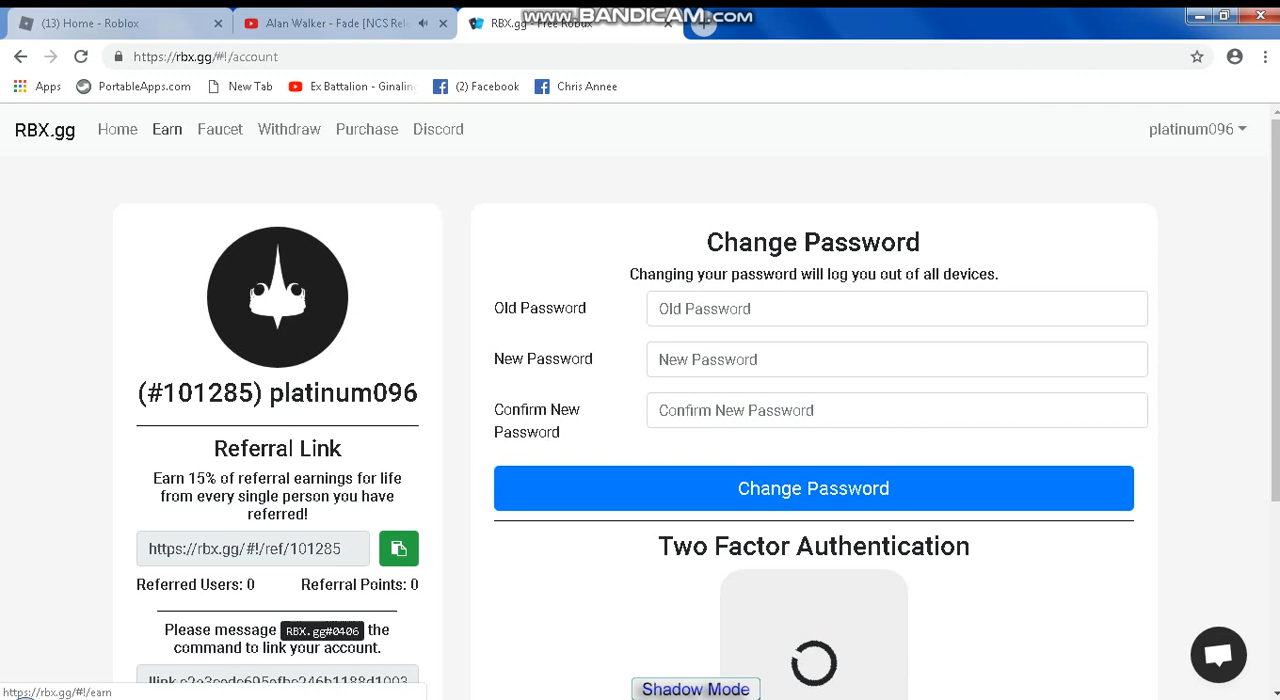 www.BANDICAM.com
(13) Home - Roblox
Alan Walker - Fade [NCS Rel
RBX.gg - Free Robux
https://rbx.gg/#!/account
Apps
PortableApps.com
New Tab
Ex Battalion - Ginaling
(2) Facebook
Chris Annee
RBX.gg
Home
Earn
Faucet
Withdraw
Purchase
Discord
platinum096
(#101285) platinum096
Referral Link
Earn 15% of referral earnings for life
from every single person you have
referred!
https://rbx.gg/#!/ref/101285
Referred Users: 0
Referral Points: 0
Please message RBX.gg#0406 the
command to link your account.
Change Password
Changing your password will log you out of all devices.
Old Password
Old Password
New Password
New Password
Confirm New
Password
Confirm New Password
Change Password
Two Factor Authentication
Shadow Mode
https://rbx.gg/#!/earn